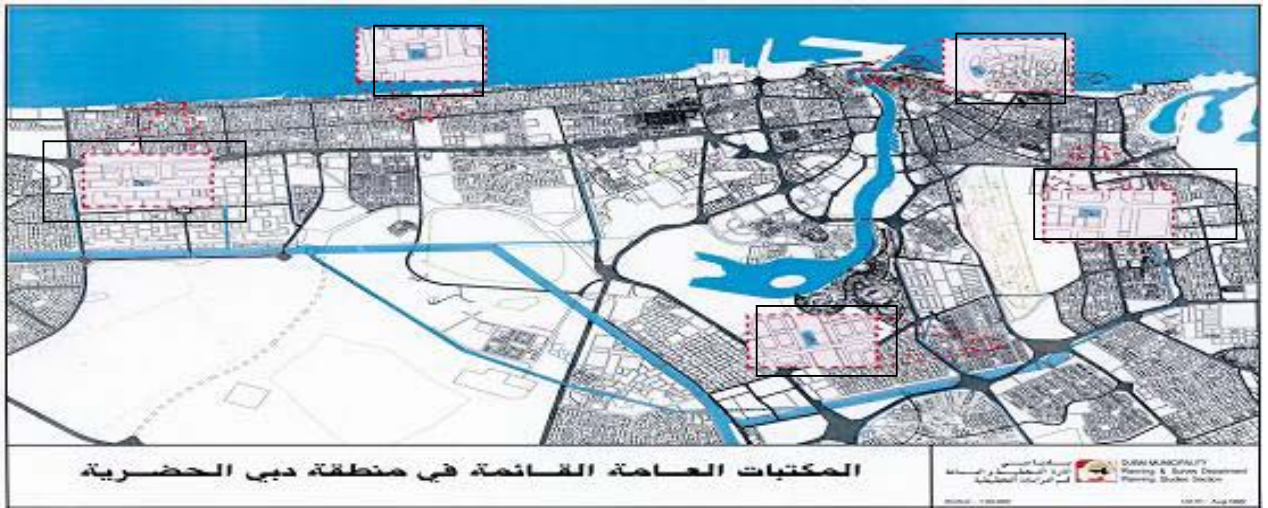 المكتبات العامة القائمة في منطقة دبي الحضرية
DUBAI MUNICIPALITY
Planning & Survey Department
Planning Studies Section